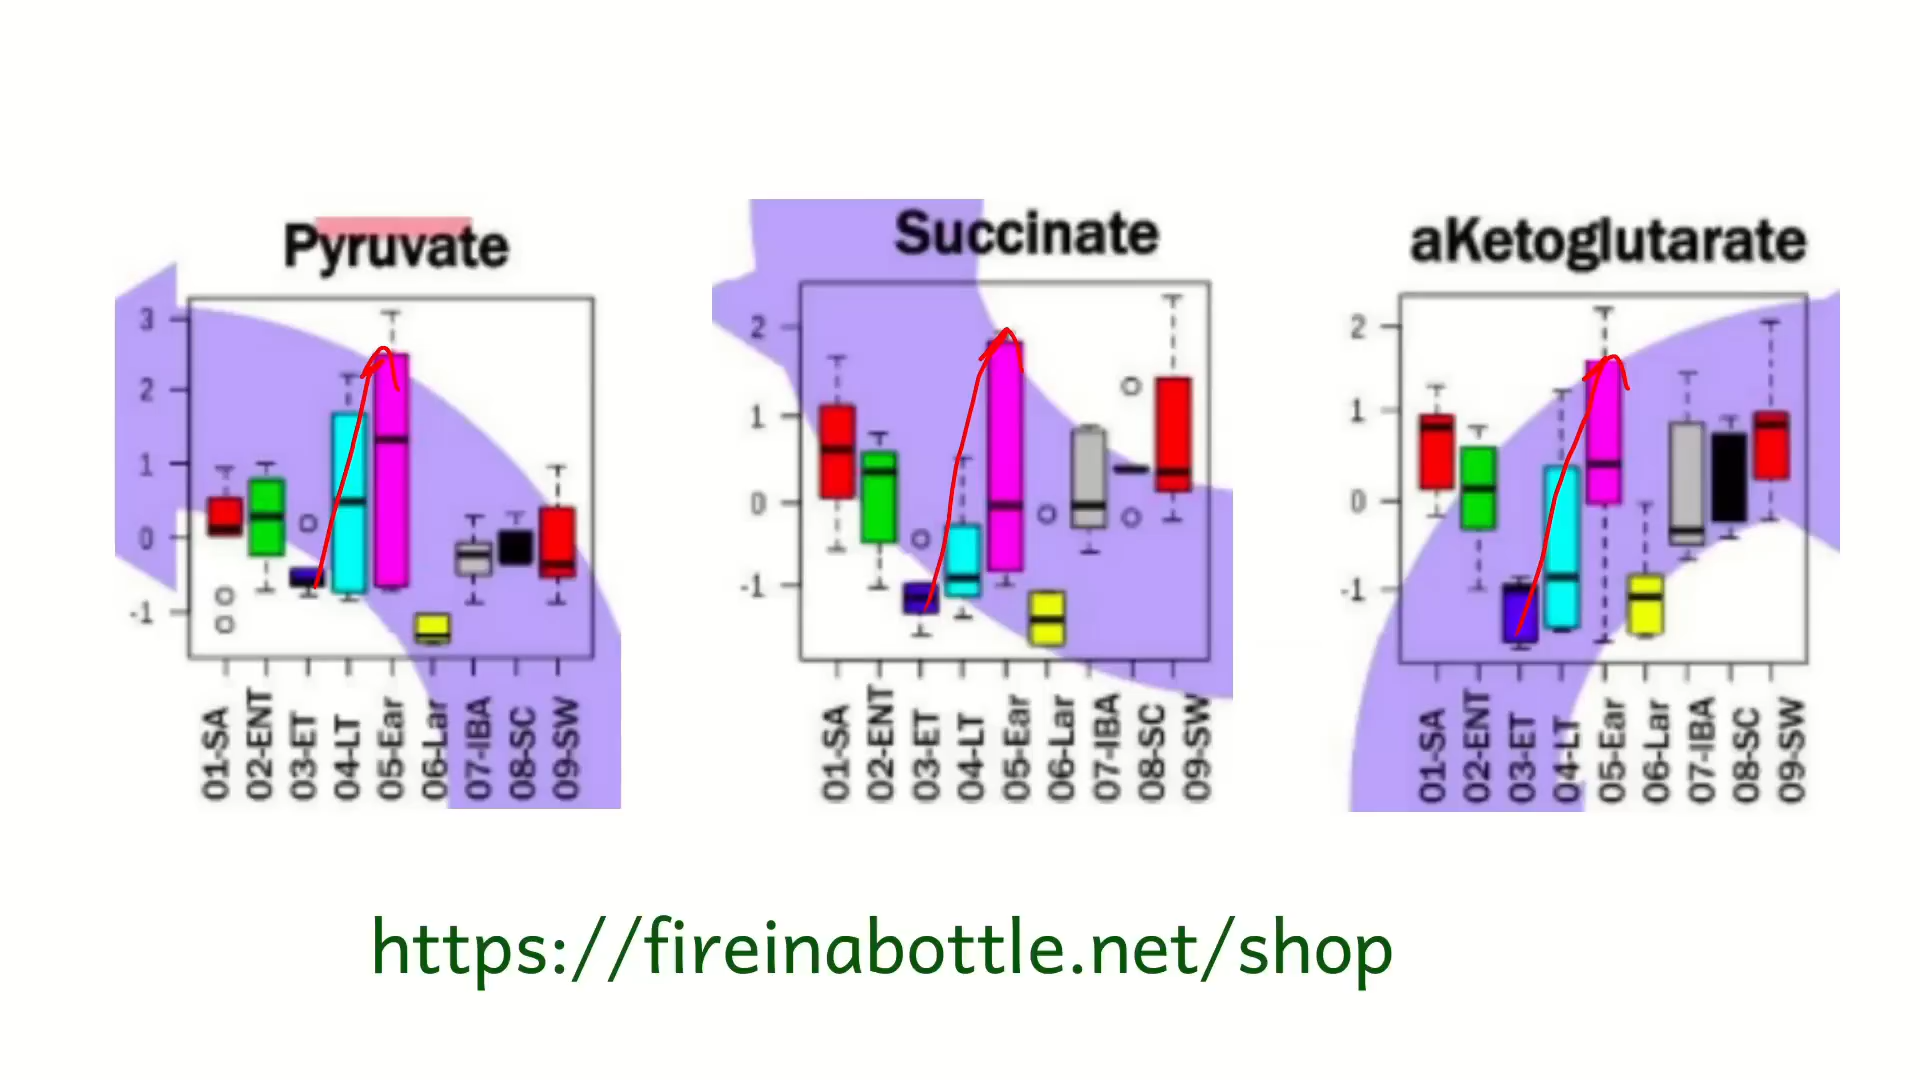 Pyruvate
3
2
1
0
-1
01-SA
02-ENT
03-ET
04-LT
05-Ear
06-Lar
07-IBA
08-SC
09-SW
Succinate
2
1
0
-1
01-SA
02-ENT
03-ET
04-LT
05-Ear
06-Lar
07-IBA
08-SC
09-SW
aKetoglutarate
2
1
0
-1
01-SA
02-ENT
03-ET
04-LT
05-Ear
06-Lar
07-IBA
08-SC
09-SW
https://fireinabottle.net/shop